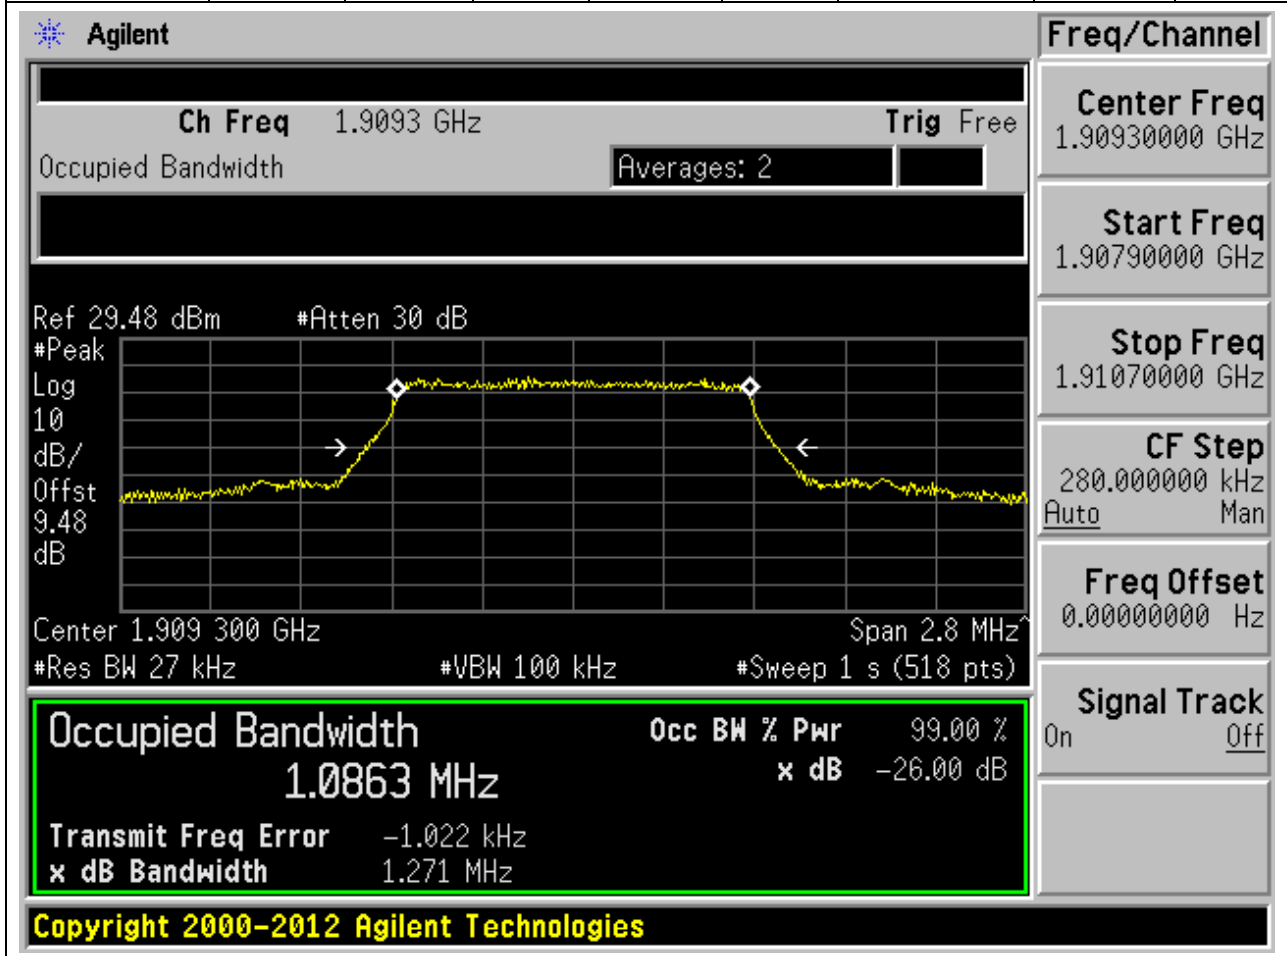 Agilent
Freq/Channel
Ch Freq 1.9093 GHz Trig Free
Occupied Bandwidth Averages: 2
Center Freq
1.90930000 GHz
Start Freq
1.90790000 GHz
Stop Freq
1.91070000 GHz
CF Step
280.000000 kHz
Auto Man
Freq Offset
0.00000000 Hz
Signal Track
On Off
Ref 29.48 dBm #Atten 30 dB
#Peak
Log
10
dB/
Offst
9.48
dB
Center 1.909 300 GHz Span 2.8 MHz^
#Res BW 27 kHz #VBW 100 kHz #Sweep 1 s (518 pts)
Occupied Bandwidth
1.0863 MHz
Occ BW % Pwr 99.00 %
x dB -26.00 dB
Transmit Freq Error -1.022 kHz
x dB Bandwidth 1.271 MHz
Copyright 2000-2012 Agilent Technologies